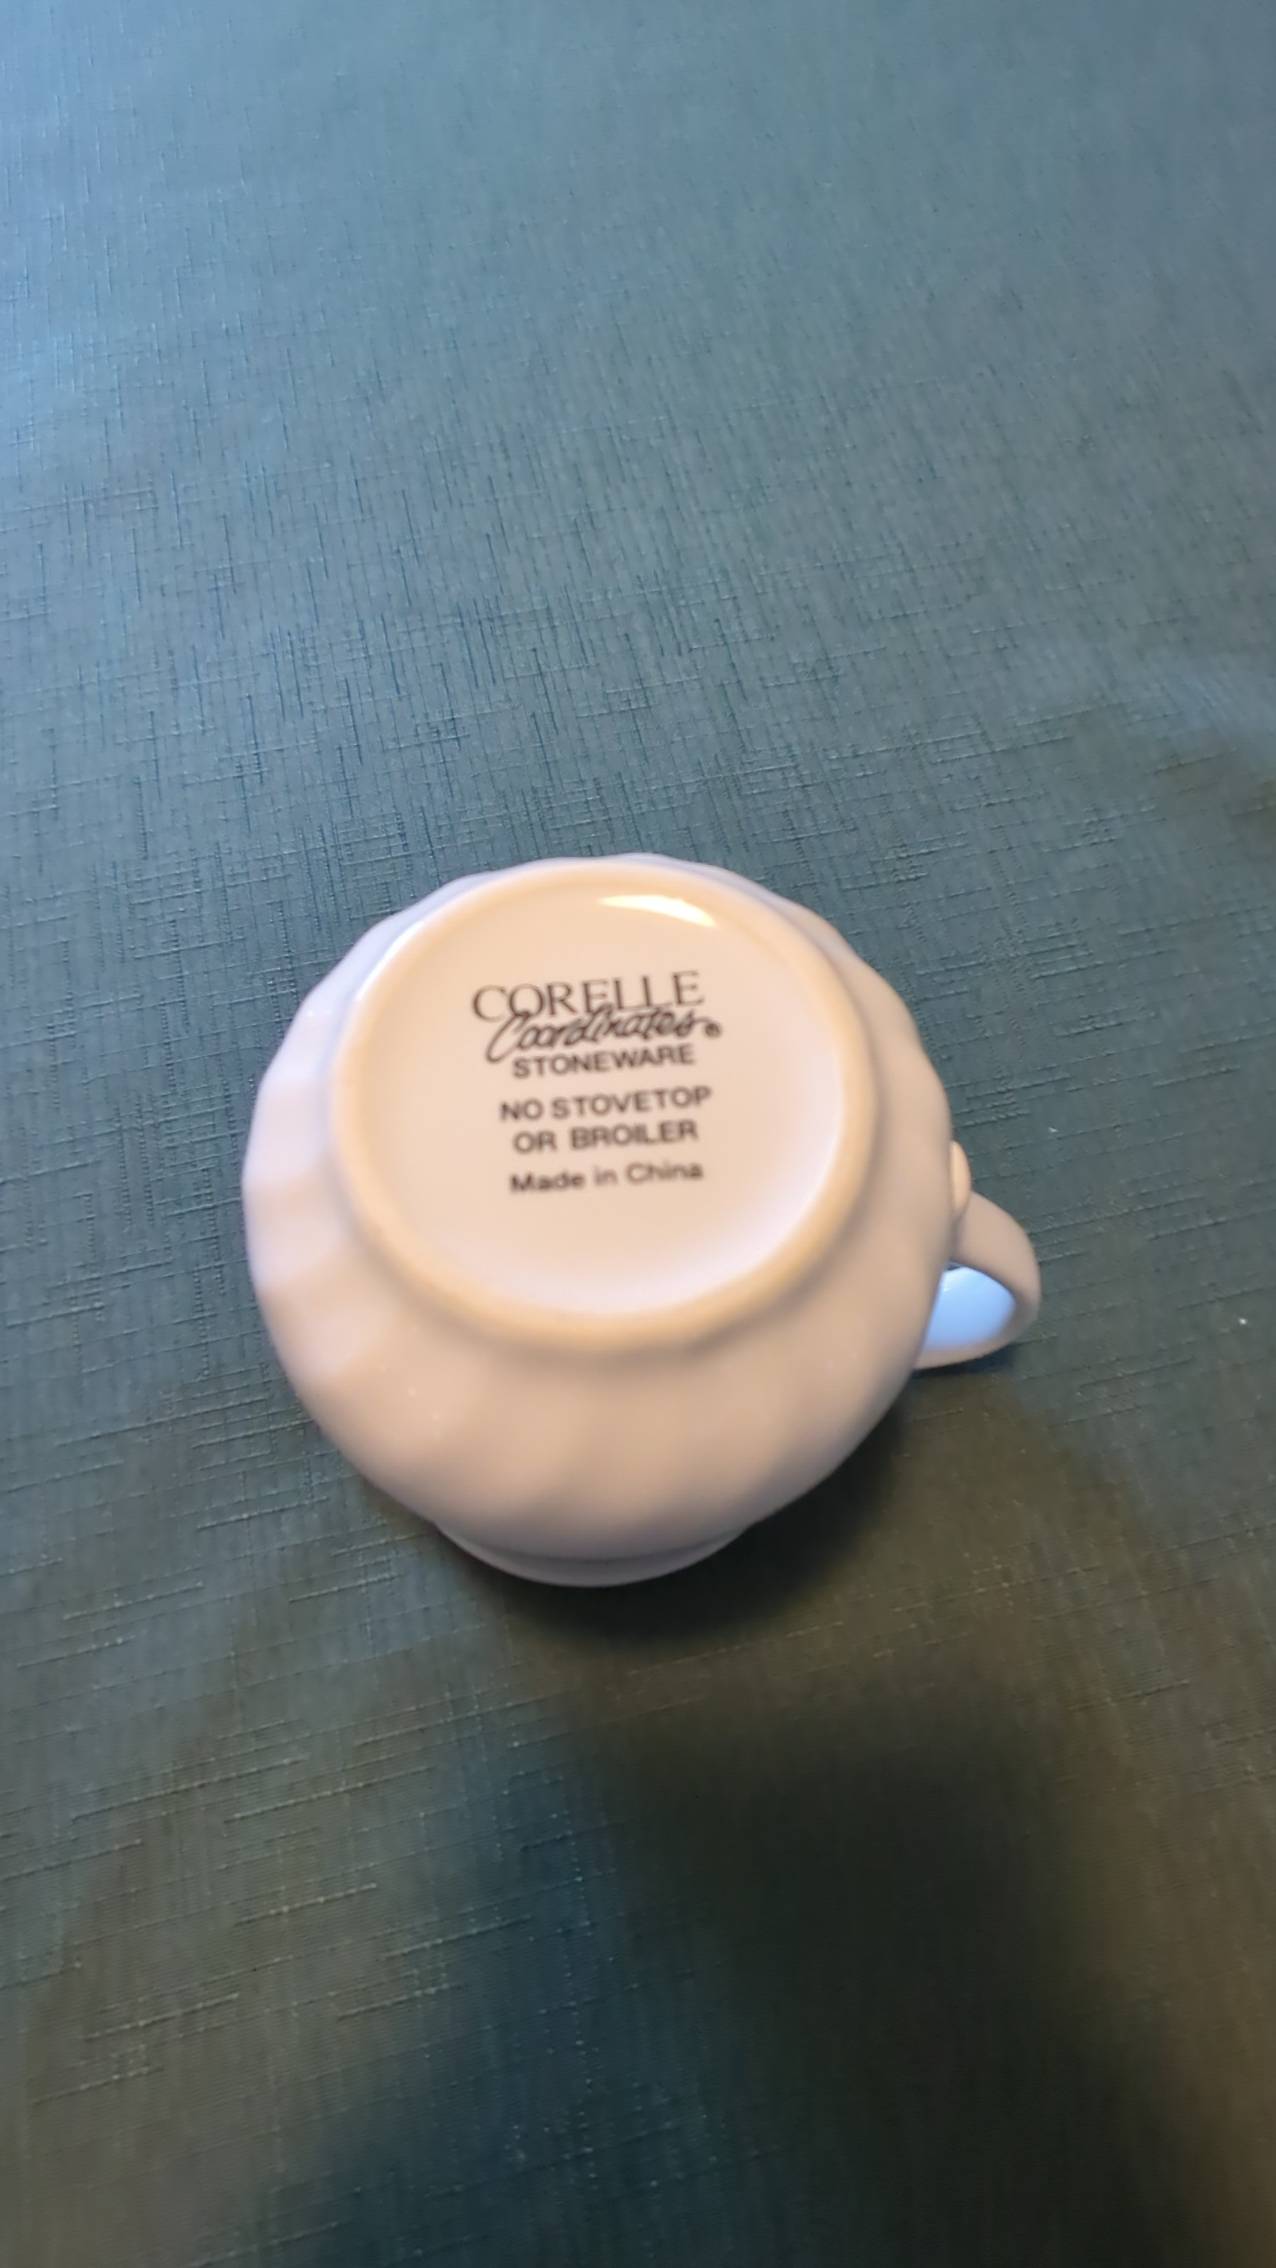 CORELLE
Coordinates®
STONEWARE
NO STOVETOP
OR BROILER
Made in China